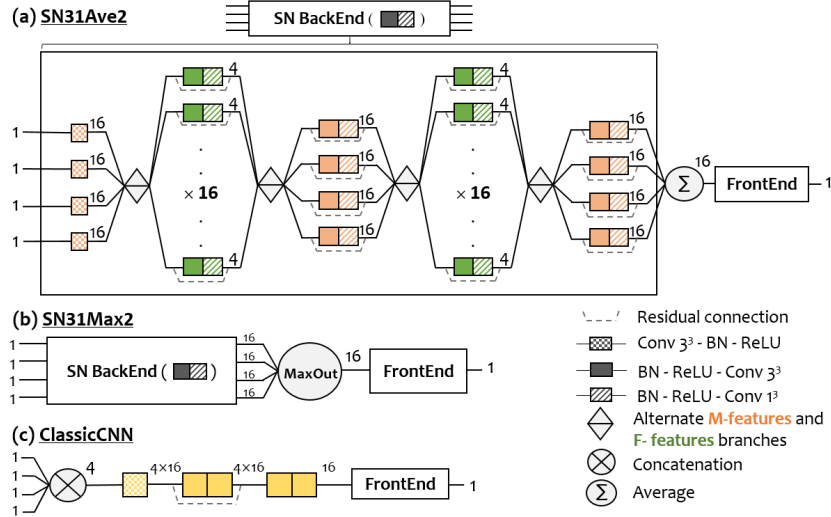 SN BackEnd ( )
(a) SN31Ave2
4 4
16 4 4 16
1 16 16
1 16 16 16
1 16 × 16 16 × 16 16 Σ 16 FrontEnd 1
1 16 16 16
4 4
(b) SN31Max2
1 16
1 SN BackEnd ( ) 16 MaxOut 16 FrontEnd 1
1 16
1 16
(c) ClassicCNN
1
1 4 4×16 4×16 16 FrontEnd 1
1
1
Residual connection
Conv 3³ - BN - ReLU
BN - ReLU - Conv 3³
BN - ReLU - Conv 1³
Alternate M-features and
F- features branches
Concatenation
Σ Average